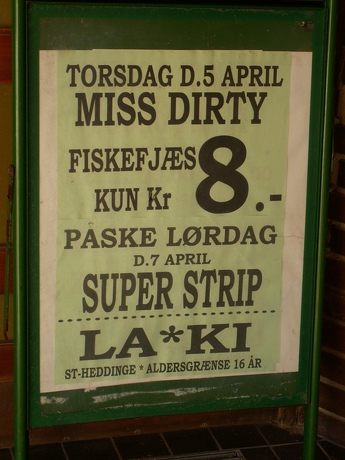 TORSDAG D.5 APRIL
MISS DIRTY
FISKEFJÆS
KUN Kr 8.-
PÅSKE LØRDAG
D.7 APRIL
SUPER STRIP
LA*KI
ST-HEDDINGE * ALDERSGRÆNSE 16 ÅR